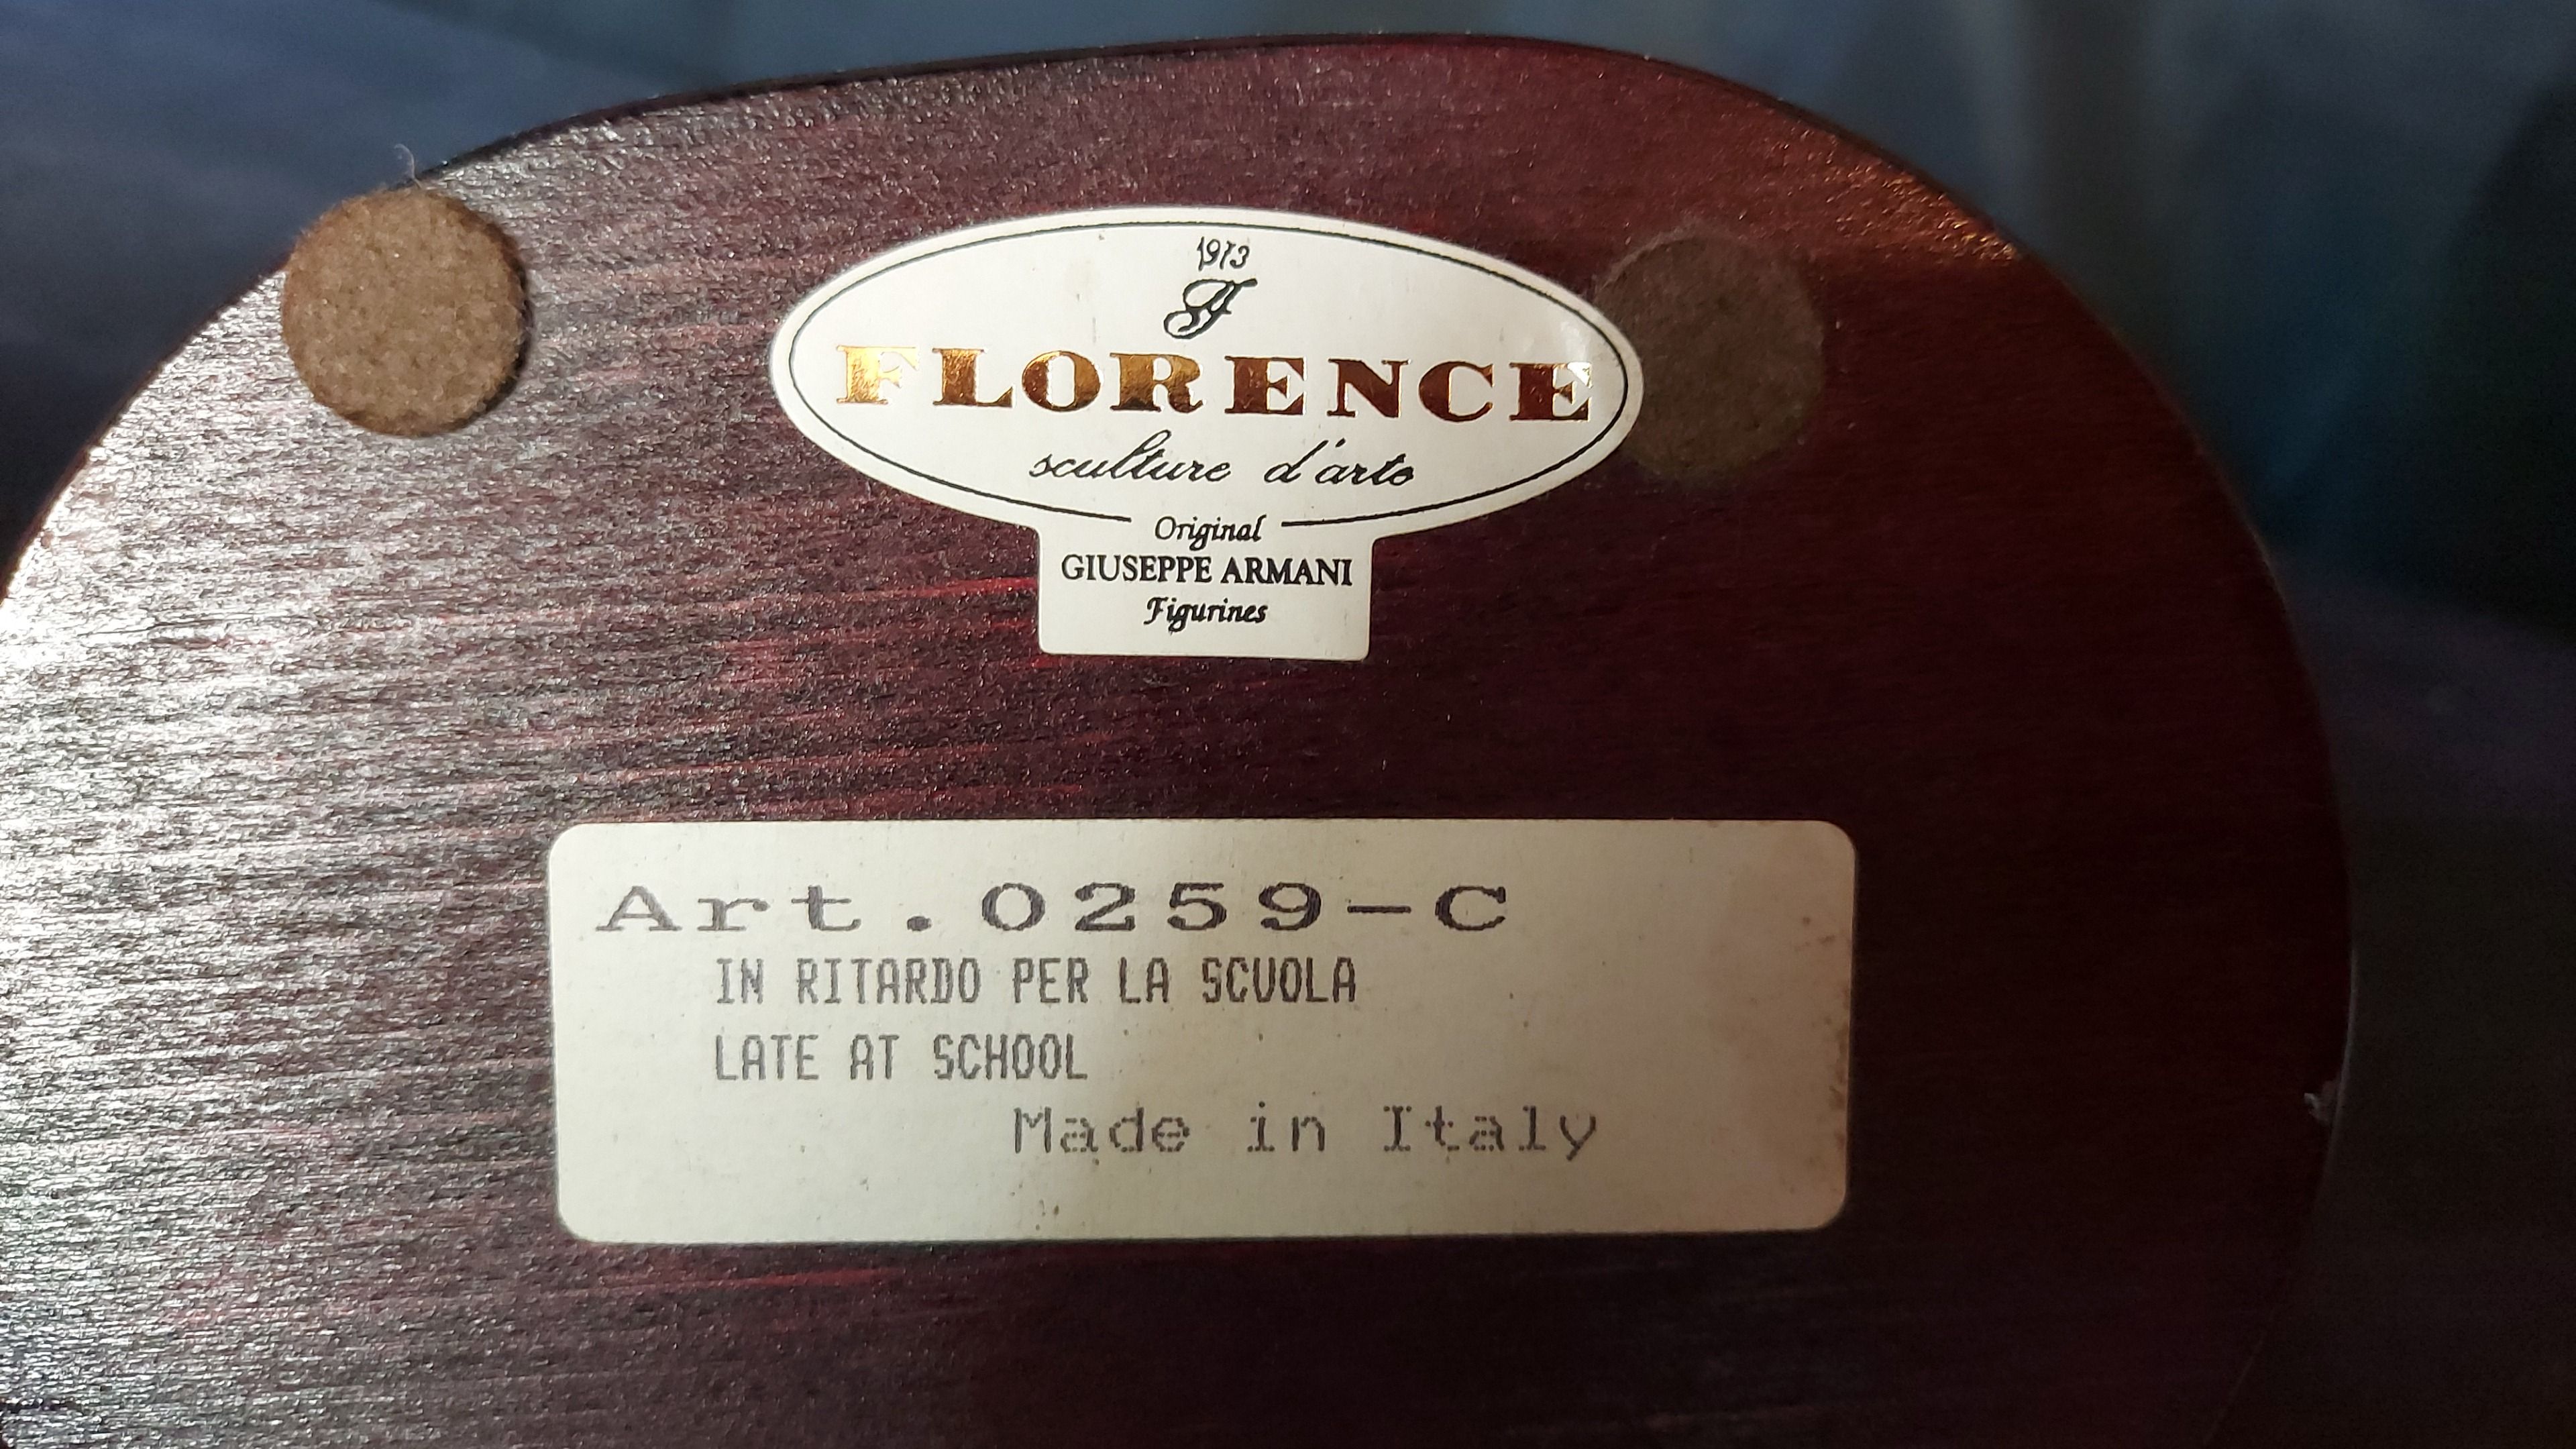 1973
F
FLORENCE
sculture d'arte
Original
GIUSEPPE ARMANI
Figurines
Art.0259-C
IN RITARDO PER LA SCUOLA
LATE AT SCHOOL
Made in Italy